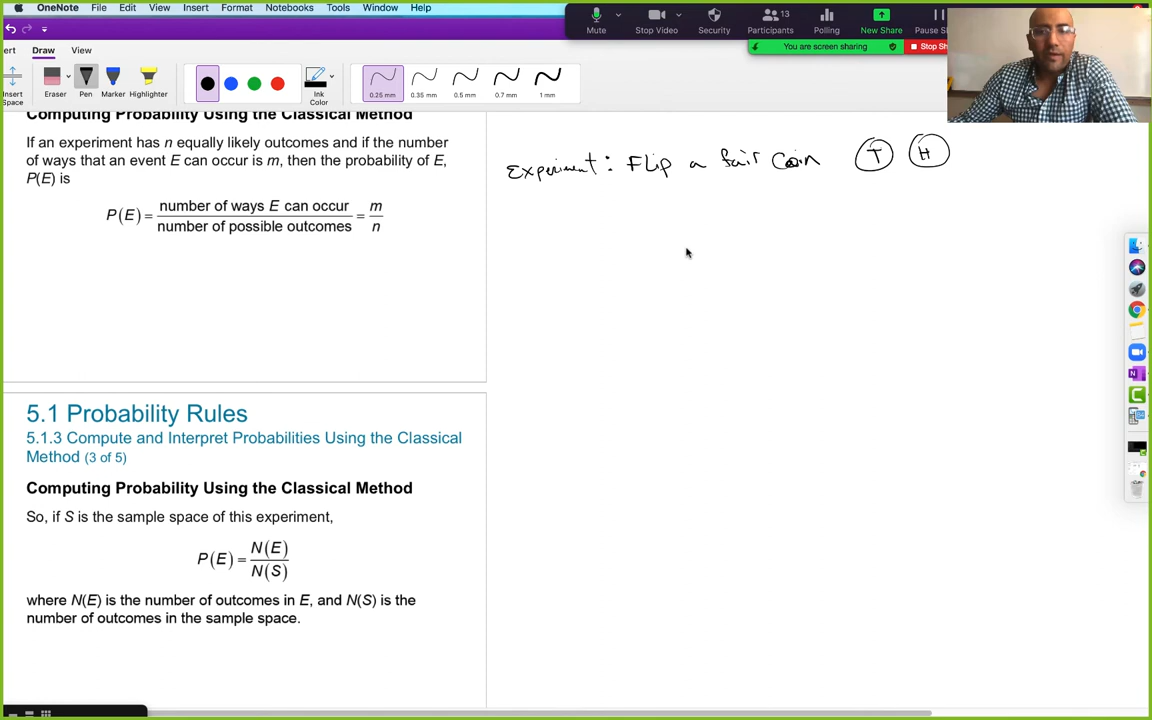 OneNote File Edit View Insert Format Notebooks Tools Window Help
13
Mute Stop Video Security Participants Polling New Share Pause Sh
You are screen sharing Stop Sh
ert Draw View
Insert Space Eraser Pen Marker Highlighter Ink Color 0.25 mm 0.35 mm 0.5 mm 0.7 mm 1 mm
Computing Probability Using the Classical Method
If an experiment has n equally likely outcomes and if the number
of ways that an event E can occur is m, then the probability of E,
P(E) is
P(E) = number of ways E can occur / number of possible outcomes = m / n
Experiment: Flip a fair Coin T H
5.1 Probability Rules
5.1.3 Compute and Interpret Probabilities Using the Classical
Method (3 of 5)
Computing Probability Using the Classical Method
So, if S is the sample space of this experiment,
P(E) = N(E) / N(S)
where N(E) is the number of outcomes in E, and N(S) is the
number of outcomes in the sample space.